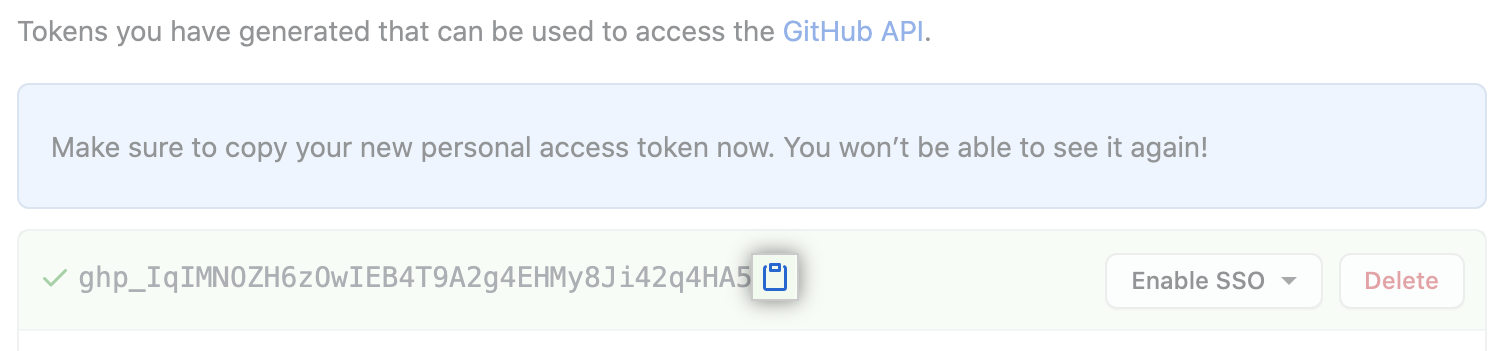 Tokens you have generated that can be used to access the GitHub API.
Make sure to copy your new personal access token now. You won’t be able to see it again!
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 Enable SSO Delete